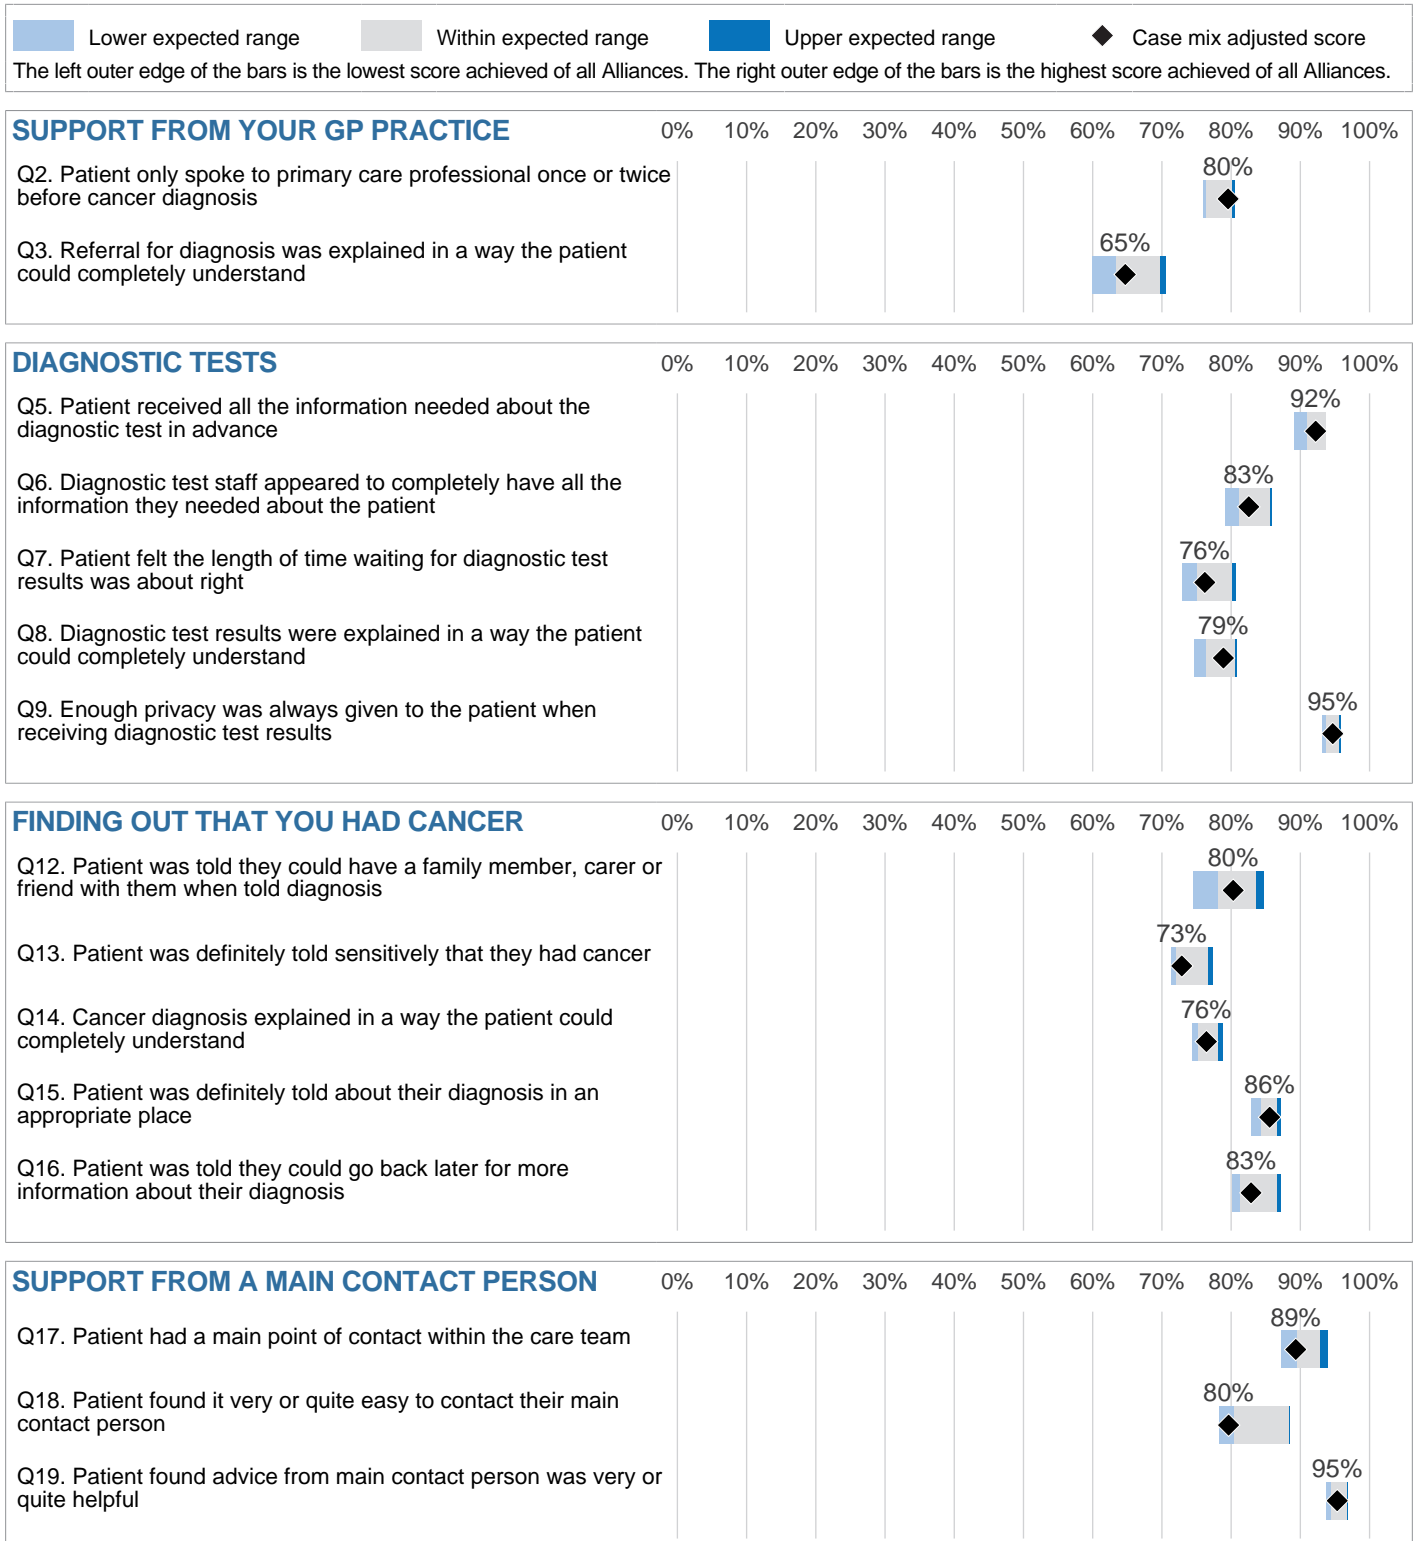 Lower expected range Within expected range Upper expected range Case mix adjusted score
The left outer edge of the bars is the lowest score achieved of all Alliances. The right outer edge of the bars is the highest score achieved of all Alliances.
SUPPORT FROM YOUR GP PRACTICE 0% 10% 20% 30% 40% 50% 60% 70% 80% 90% 100%
80%
Q2. Patient only spoke to primary care professional once or twice
before cancer diagnosis
65%
Q3. Referral for diagnosis was explained in a way the patient
could completely understand
DIAGNOSTIC TESTS 0% 10% 20% 30% 40% 50% 60% 70% 80% 90% 100%
92%
Q5. Patient received all the information needed about the
diagnostic test in advance
83%
Q6. Diagnostic test staff appeared to completely have all the
information they needed about the patient
76%
Q7. Patient felt the length of time waiting for diagnostic test
results was about right
79%
Q8. Diagnostic test results were explained in a way the patient
could completely understand
95%
Q9. Enough privacy was always given to the patient when
receiving diagnostic test results
FINDING OUT THAT YOU HAD CANCER 0% 10% 20% 30% 40% 50% 60% 70% 80% 90% 100%
80%
Q12. Patient was told they could have a family member, carer or
friend with them when told diagnosis
73%
Q13. Patient was definitely told sensitively that they had cancer
76%
Q14. Cancer diagnosis explained in a way the patient could
completely understand
86%
Q15. Patient was definitely told about their diagnosis in an
appropriate place
83%
Q16. Patient was told they could go back later for more
information about their diagnosis
SUPPORT FROM A MAIN CONTACT PERSON 0% 10% 20% 30% 40% 50% 60% 70% 80% 90% 100%
89%
Q17. Patient had a main point of contact within the care team
80%
Q18. Patient found it very or quite easy to contact their main
contact person
95%
Q19. Patient found advice from main contact person was very or
quite helpful